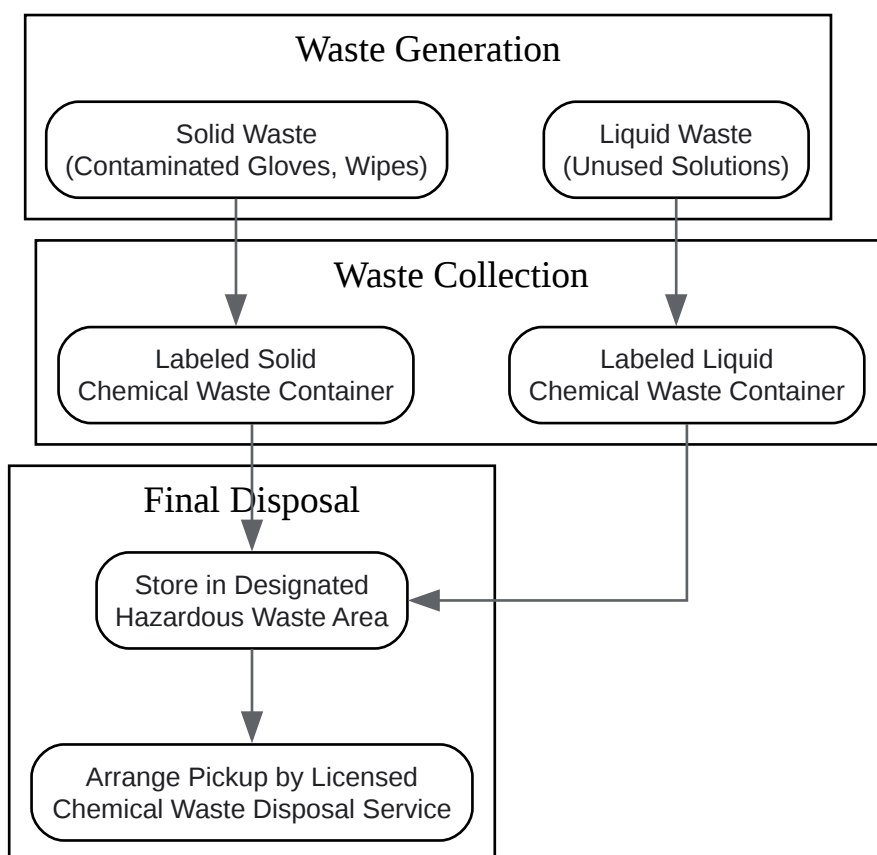 Waste Generation
Solid Waste
(Contaminated Gloves, Wipes)
Liquid Waste
(Unused Solutions)
Waste Collection
Labeled Solid
Chemical Waste Container
Labeled Liquid
Chemical Waste Container
Final Disposal
Store in Designated
Hazardous Waste Area
Arrange Pickup by Licensed
Chemical Waste Disposal Service